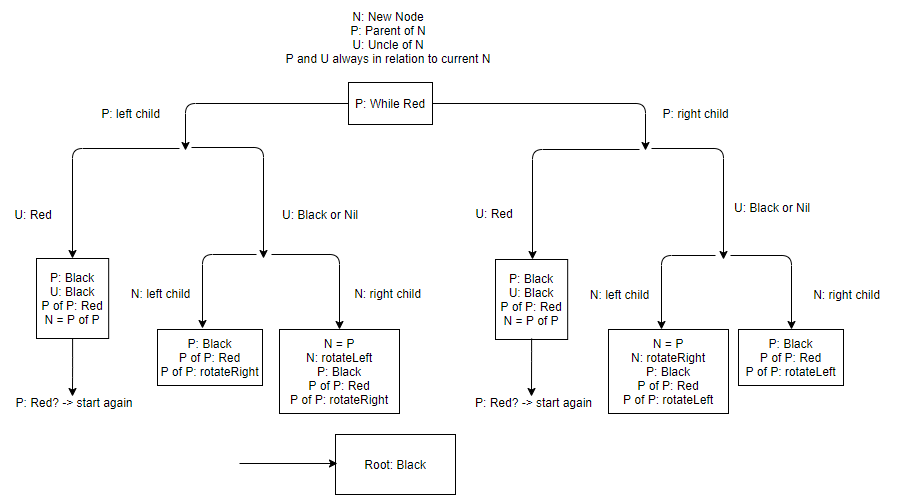 N: New Node
P: Parent of N
U: Uncle of N
P and U always in relation to current N
P: While Red
P: left child
P: right child
U: Red
U: Black or Nil
U: Red
U: Black or Nil
P: Black
U: Black
P of P: Red
N = P of P
N: left child
N: right child
P: Black
U: Black
P of P: Red
N = P of P
N: left child
N: right child
P: Black
P of P: Red
P of P: rotateRight
N = P
N: rotateLeft
P: Black
P of P: Red
P of P: rotateRight
N = P
N: rotateRight
P: Black
P of P: Red
P of P: rotateLeft
P: Black
P of P: Red
P of P: rotateLeft
P: Red? -> start again
P: Red? -> start again
Root: Black